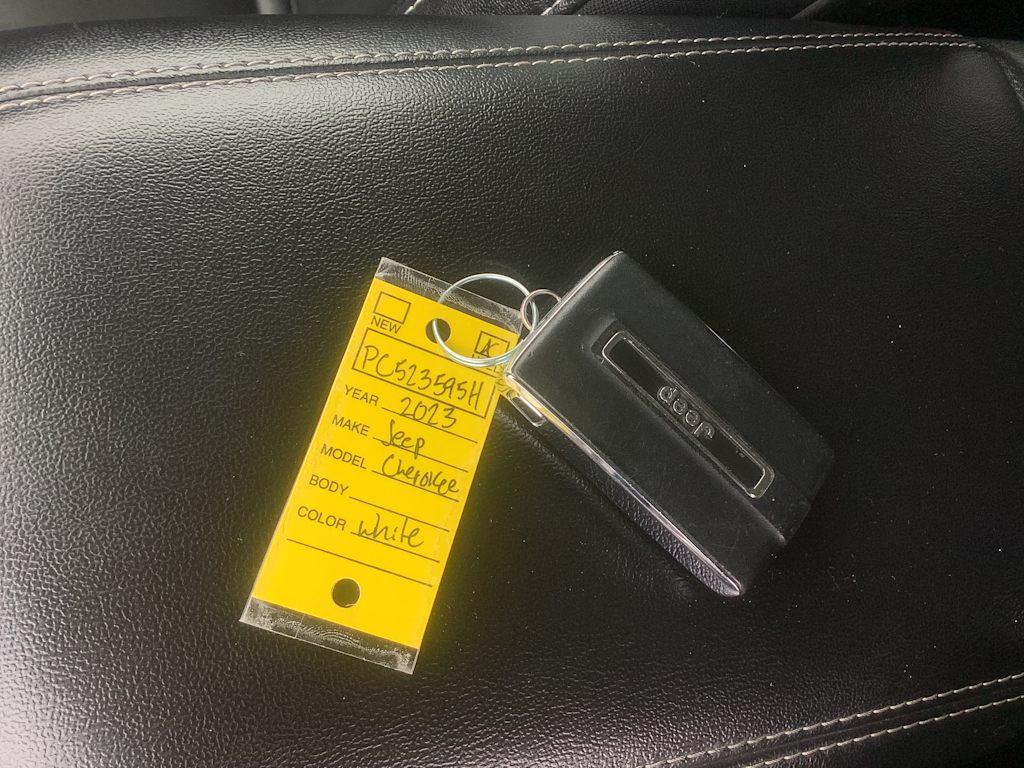 NEW
PC523595H
YEAR 2023
MAKE Jeep
MODEL Cherokee
BODY
COLOR white
Jeep